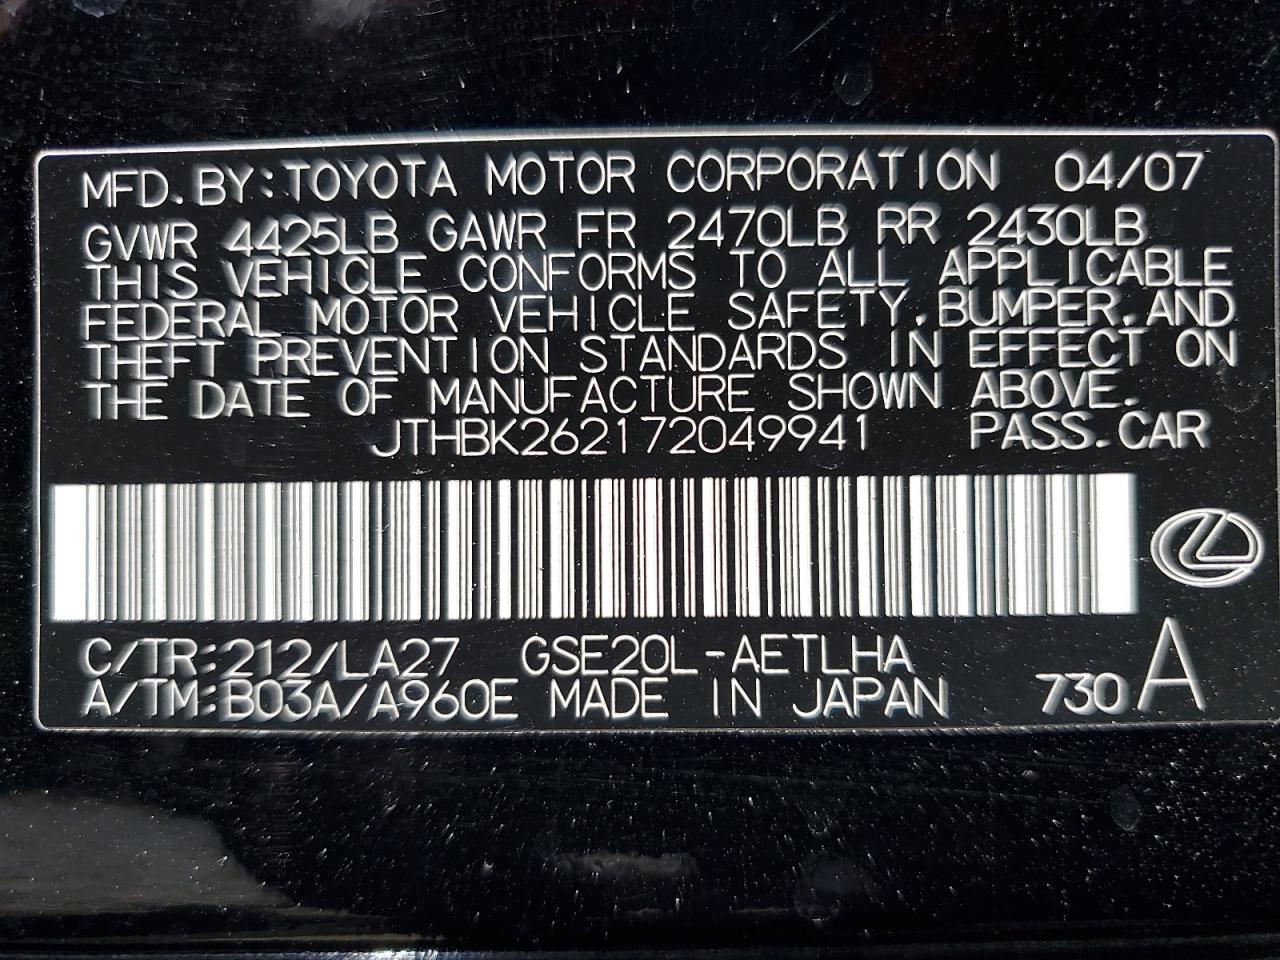 MFD. BY: TOYOTA MOTOR CORPORATION 04/07
GVWR 4425LB GAWR FR 2470LB RR 2430LB
THIS VEHICLE CONFORMS TO ALL APPLICABLE
FEDERAL MOTOR VEHICLE SAFETY, BUMPER, AND
THEFT PREVENTION STANDARDS IN EFFECT ON
THE DATE OF MANUFACTURE SHOWN ABOVE.
JTHBK262172049941 PASS. CAR
C/TR: 212/LA27 GSE20L-AETLHA
A/TM: B03A/A960E MADE IN JAPAN 730 A